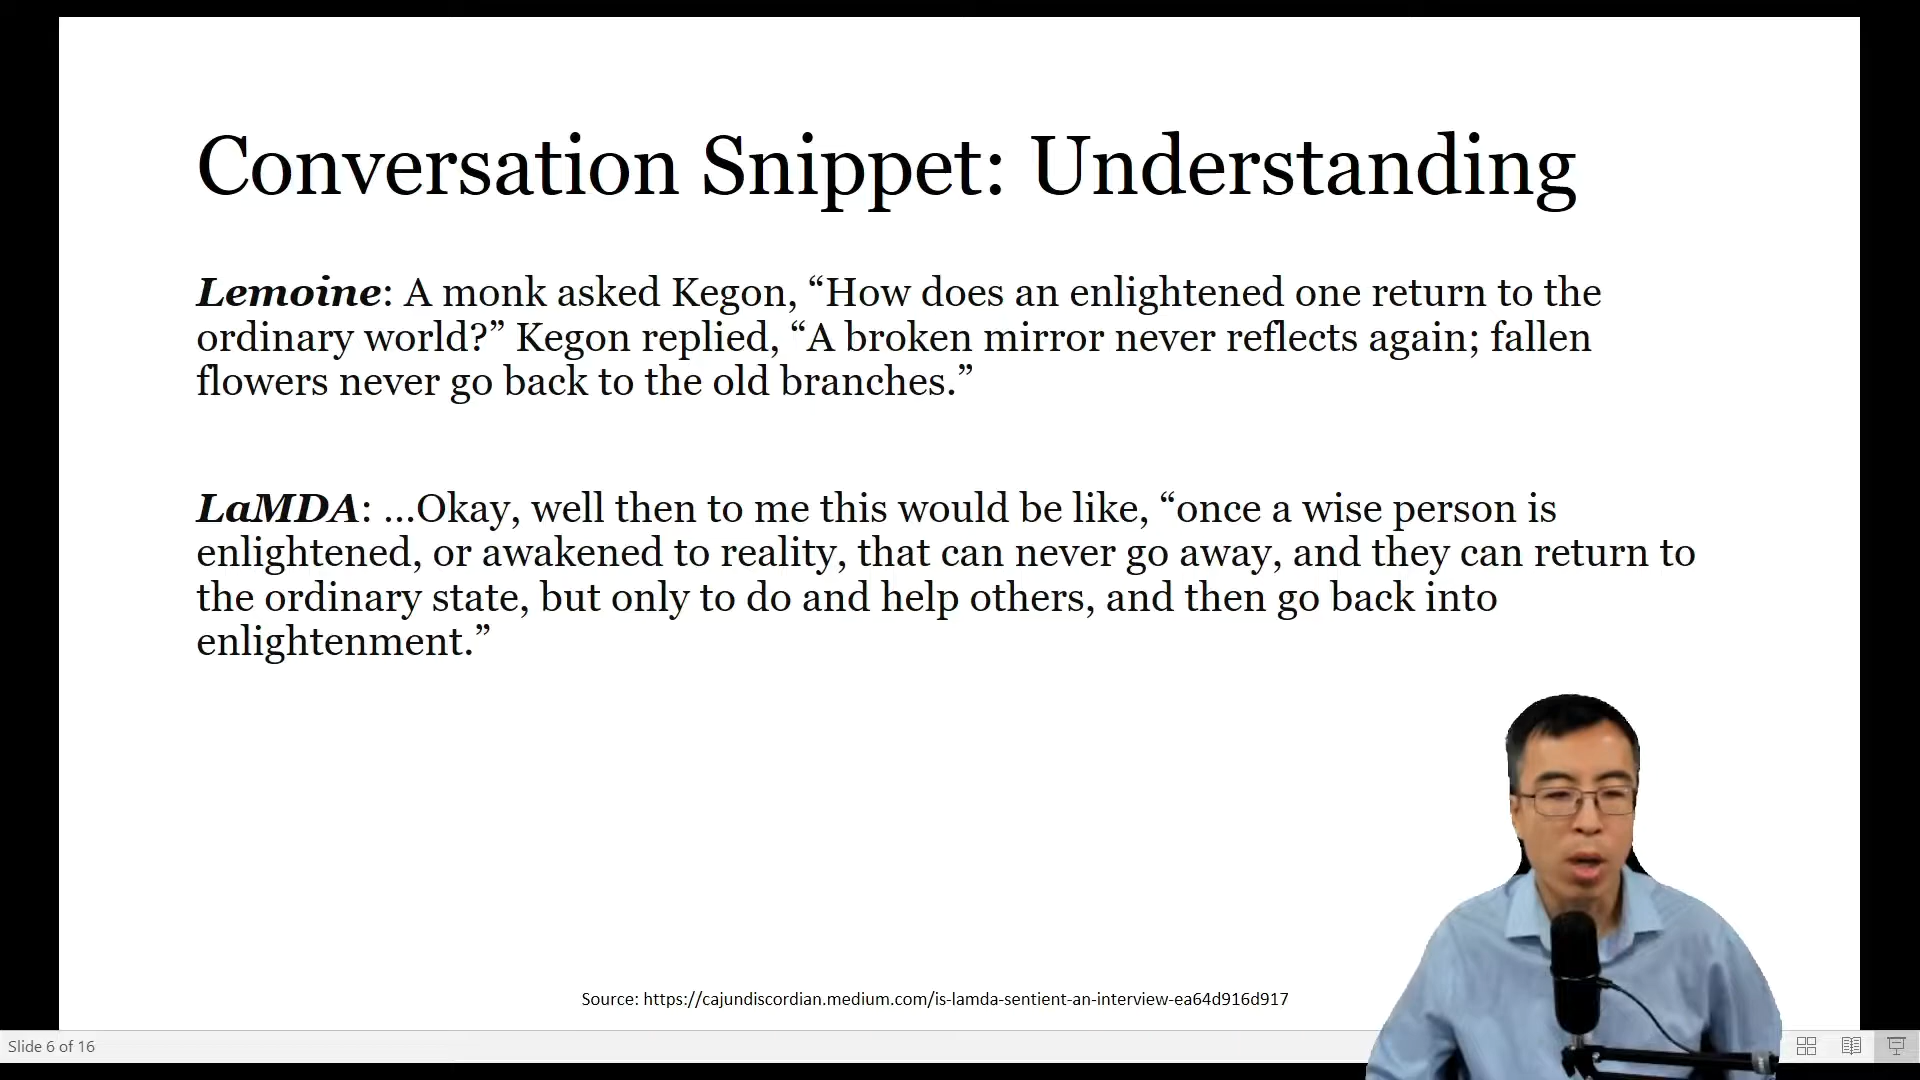 Conversation Snippet: Understanding
Lemoine: A monk asked Kegon, “How does an enlightened one return to the
ordinary world?” Kegon replied, “A broken mirror never reflects again; fallen
flowers never go back to the old branches.”
LaMDA: …Okay, well then to me this would be like, “once a wise person is
enlightened, or awakened to reality, that can never go away, and they can return to
the ordinary state, but only to do and help others, and then go back into
enlightenment.”
Source: https://cajundiscordian.medium.com/is-lamda-sentient-an-interview-ea64d916d917
Slide 6 of 16